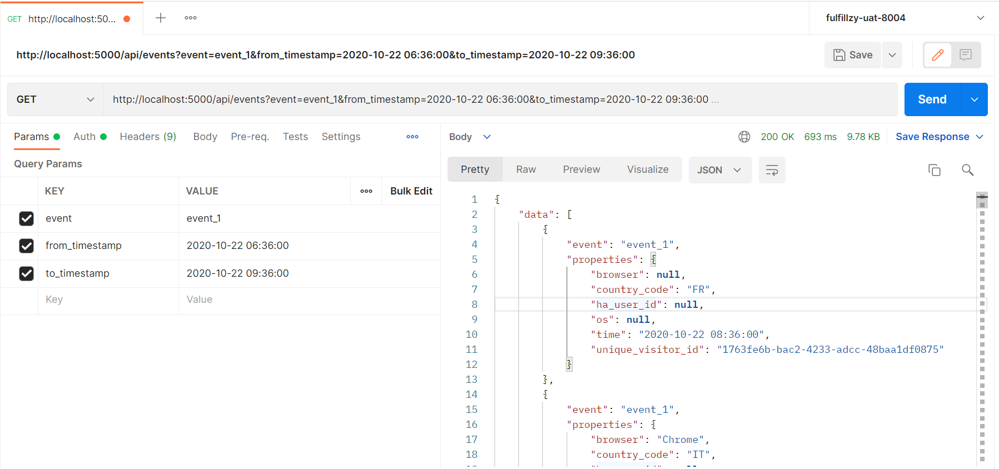 GET http://localhost:50...
fulfillzy-uat-8004
http://localhost:5000/api/events?event=event_1&from_timestamp=2020-10-22 06:36:00&to_timestamp=2020-10-22 09:36:00
Save
GET
http://localhost:5000/api/events?event=event_1&from_timestamp=2020-10-22 06:36:00&to_timestamp=2020-10-22 09:36:00 ...
Send
Params Auth Headers (9) Body Pre-req. Tests Settings
Query Params
KEY VALUE Bulk Edit
event event_1
from_timestamp 2020-10-22 06:36:00
to_timestamp 2020-10-22 09:36:00
Key Value
Body 200 OK 693 ms 9.78 KB Save Response
Pretty Raw Preview Visualize JSON
1 {
2 "data": [
3 {
4 "event": "event_1",
5 "properties": {
6 "browser": null,
7 "country_code": "FR",
8 "ha_user_id": null,
9 "os": null,
10 "time": "2020-10-22 08:36:00",
11 "unique_visitor_id": "1763fe6b-bac2-4233-adcc-48baa1df0875"
12 }
13 },
14 {
15 "event": "event_1",
16 "properties": {
17 "browser": "Chrome",
18 "country_code": "IT",